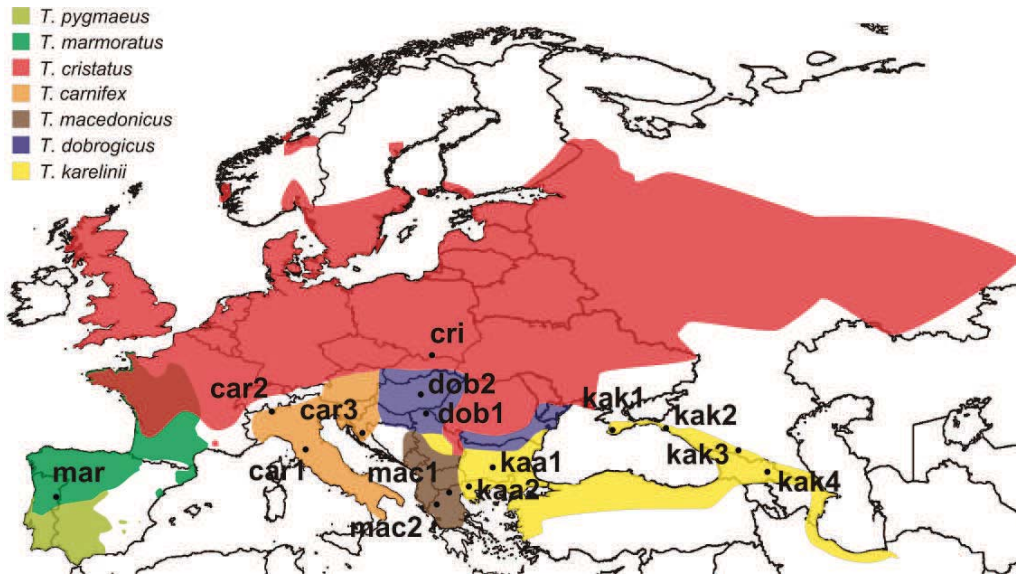 T. pygmaeus
T. marmoratus
T. cristatus
T. carnifex
T. macedonicus
T. dobrogicus
T. karelinii
cri
car2
dob2
dob1
car3
kak1
kak2
kak3
kak4
car1
mac1
kaa1
kaa2
mar
mac2